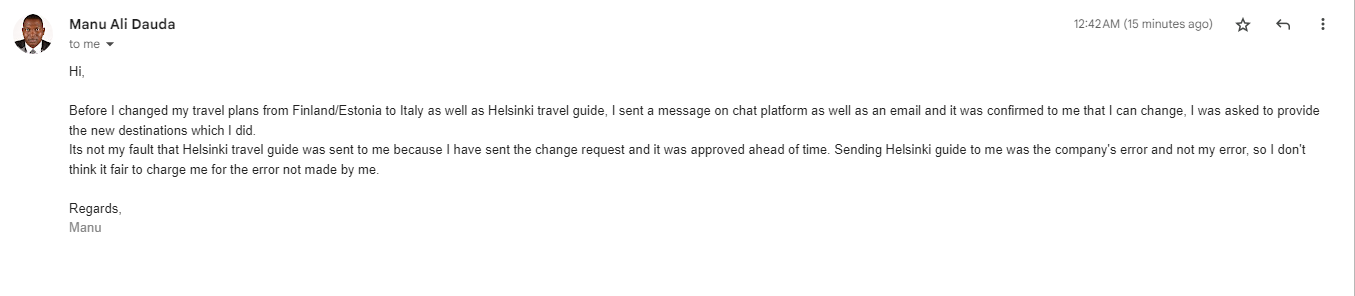 Manu Ali Dauda
12:42 AM (15 minutes ago)
to me
Hi,
Before I changed my travel plans from Finland/Estonia to Italy as well as Helsinki travel guide, I sent a message on chat platform as well as an email and it was confirmed to me that I can change, I was asked to provide
the new destinations which I did.
Its not my fault that Helsinki travel guide was sent to me because I have sent the change request and it was approved ahead of time. Sending Helsinki guide to me was the company's error and not my error, so I don't
think it fair to charge me for the error not made by me.
Regards,
Manu